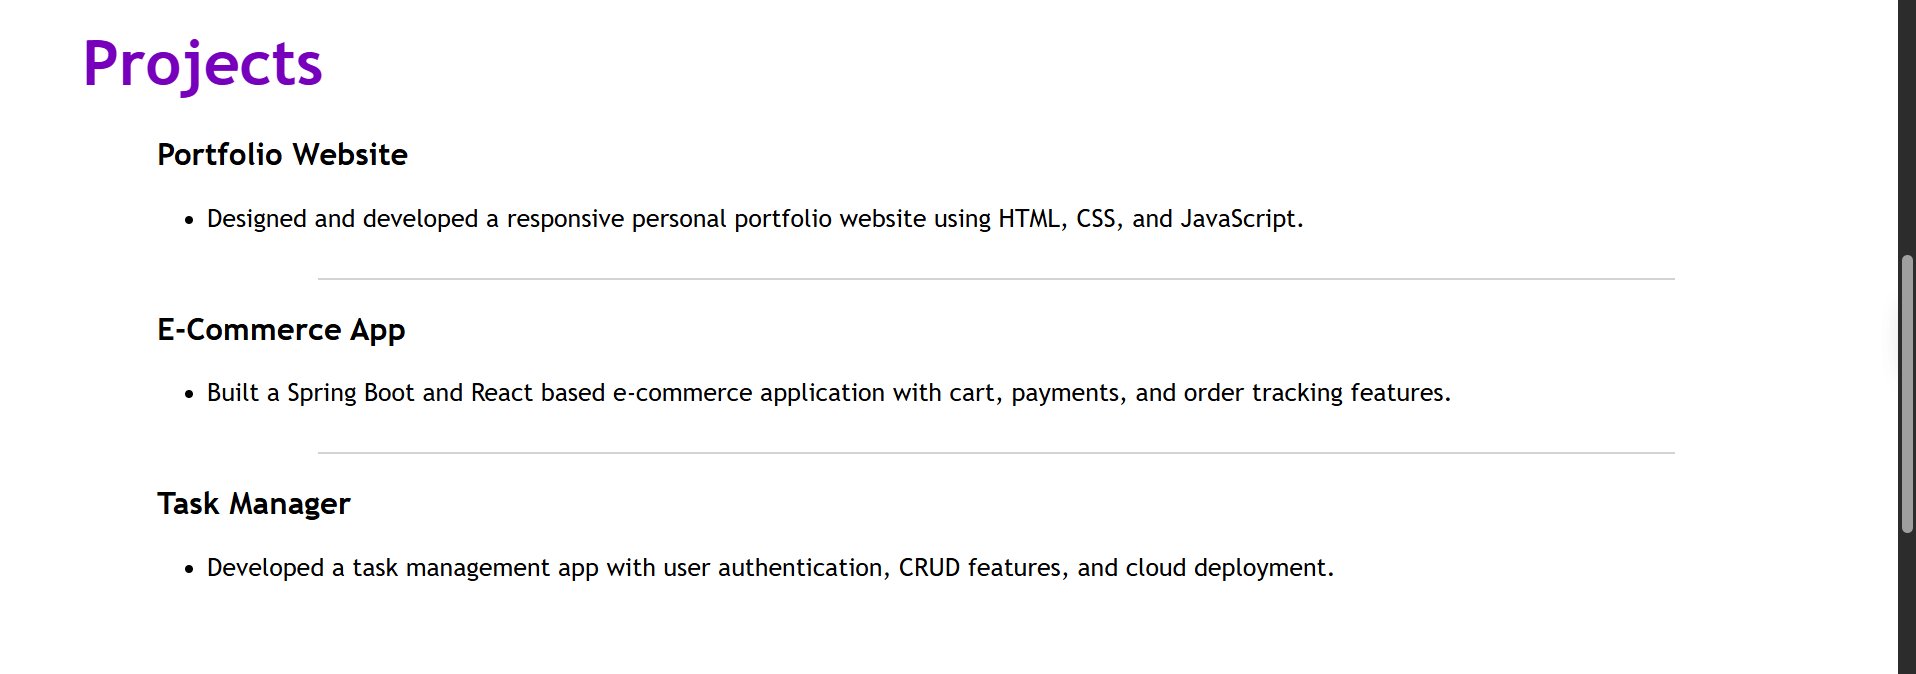 Projects
Portfolio Website
• Designed and developed a responsive personal portfolio website using HTML, CSS, and JavaScript.
E-Commerce App
• Built a Spring Boot and React based e-commerce application with cart, payments, and order tracking features.
Task Manager
• Developed a task management app with user authentication, CRUD features, and cloud deployment.